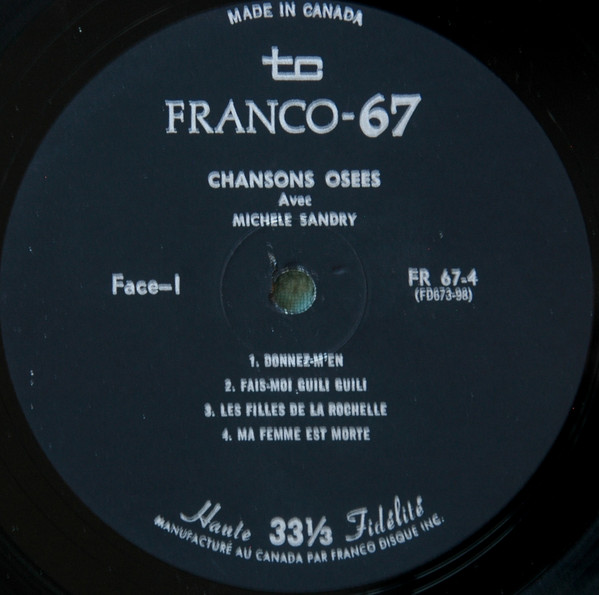 MADE IN CANADA
tc
FRANCO-67
CHANSONS OSEES
Avec
MICHELE SANDRY
Face-I
FR 67-4
(FD673-98)
1. DONNEZ-M'EN
2. FAIS-MOI GUILI GUILI
3. LES FILLES DE LA ROCHELLE
4. MA FEMME EST MORTE
Haute 33⅓ Fidélité
MANUFACTURÉ AU CANADA PAR FRANCO DISQUE INC.